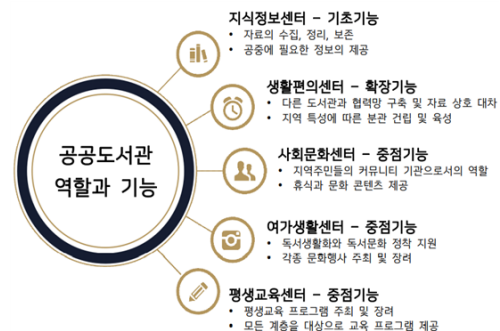 공공도서관
역할과 기능
지식정보센터 – 기초기능
• 자료의 수집, 정리, 보존
• 공중에 필요한 정보의 제공
생활편의센터 – 확장기능
• 다른 도서관과 협력망 구축 및 자료 상호 대차
• 지역 특성에 따른 분관 건립 및 육성
사회문화센터 – 중점기능
• 지역주민들의 커뮤니티 기관으로서의 역할
• 휴식과 문화 콘텐츠 제공
여가생활센터 – 중점기능
• 독서생활화와 독서문화 정착 지원
• 각종 문화행사 주최 및 장려
평생교육센터 – 중점기능
• 평생교육 프로그램 주최 및 장려
• 모든 계층을 대상으로 교육 프로그램 제공